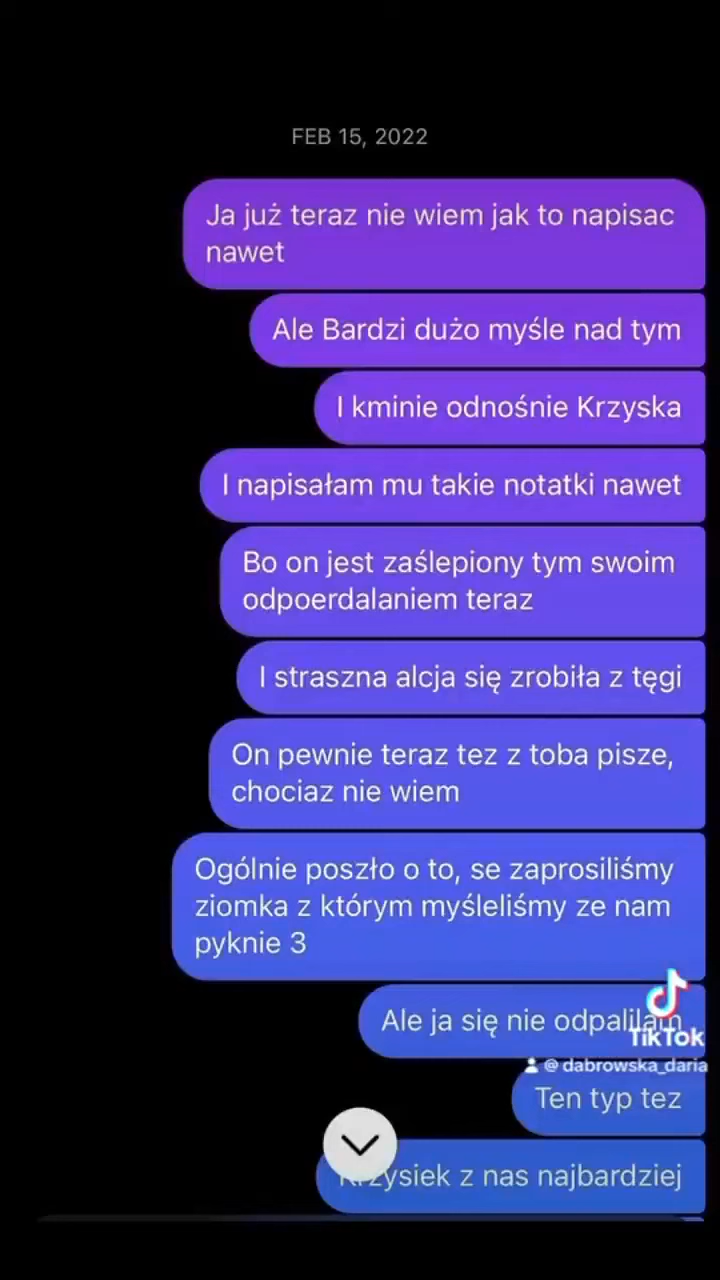 FEB 15, 2022
Ja już teraz nie wiem jak to napisac
nawet
Ale Bardzi dużo myśle nad tym
I kminie odnośnie Krzyska
I napisałam mu takie notatki nawet
Bo on jest zaślepiony tym swoim
odpoerdalaniem teraz
I straszna alcja się zrobiła z tęgi
On pewnie teraz tez z toba pisze,
chociaz nie wiem
Ogólnie poszło o to, se zaprosiliśmy
ziomka z którym myśleliśmy ze nam
pyknie 3
Ale ja się nie odpalilam
TikTok
@ dabrowska_daria
Ten typ tez
Krzysiek z nas najbardziej